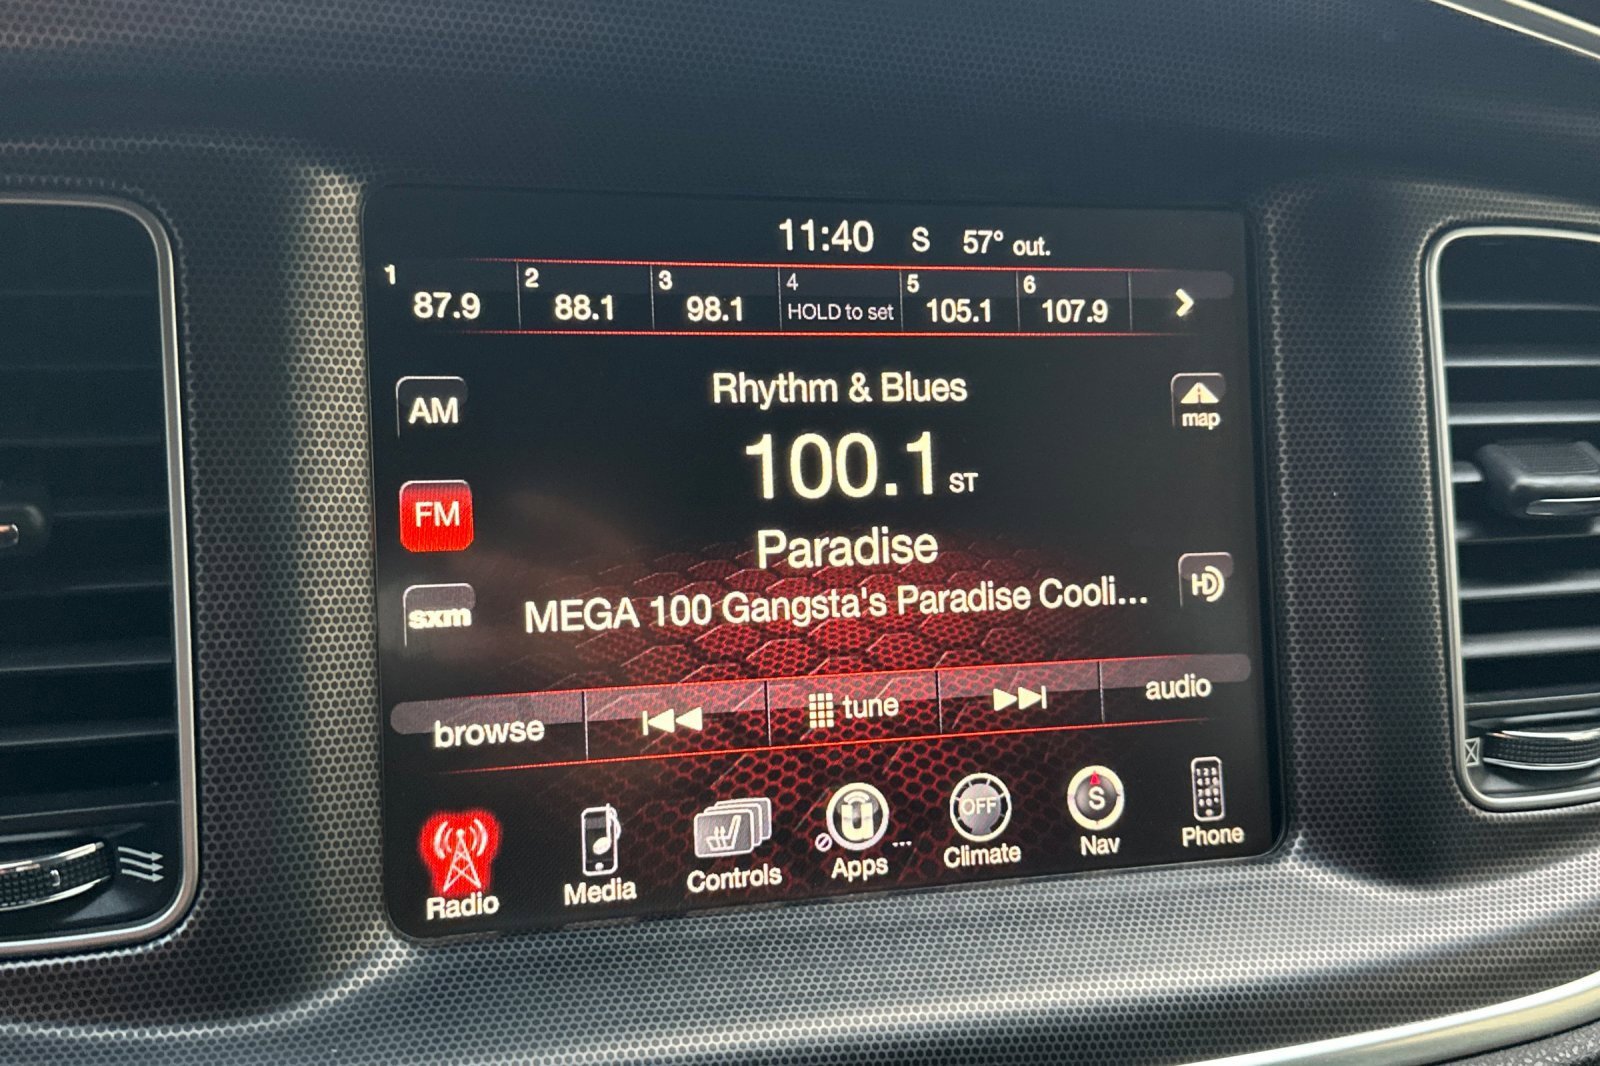 11:40 S 57° out.
1 87.9 2 88.1 3 98.1 4 HOLD to set 5 105.1 6 107.9
Rhythm & Blues
AM
map
100.1 ST
FM
Paradise
HD
sxm
MEGA 100 Gangsta's Paradise Cooli...
browse tune audio
OFF
S
Radio Media Controls Apps ... Climate Nav Phone